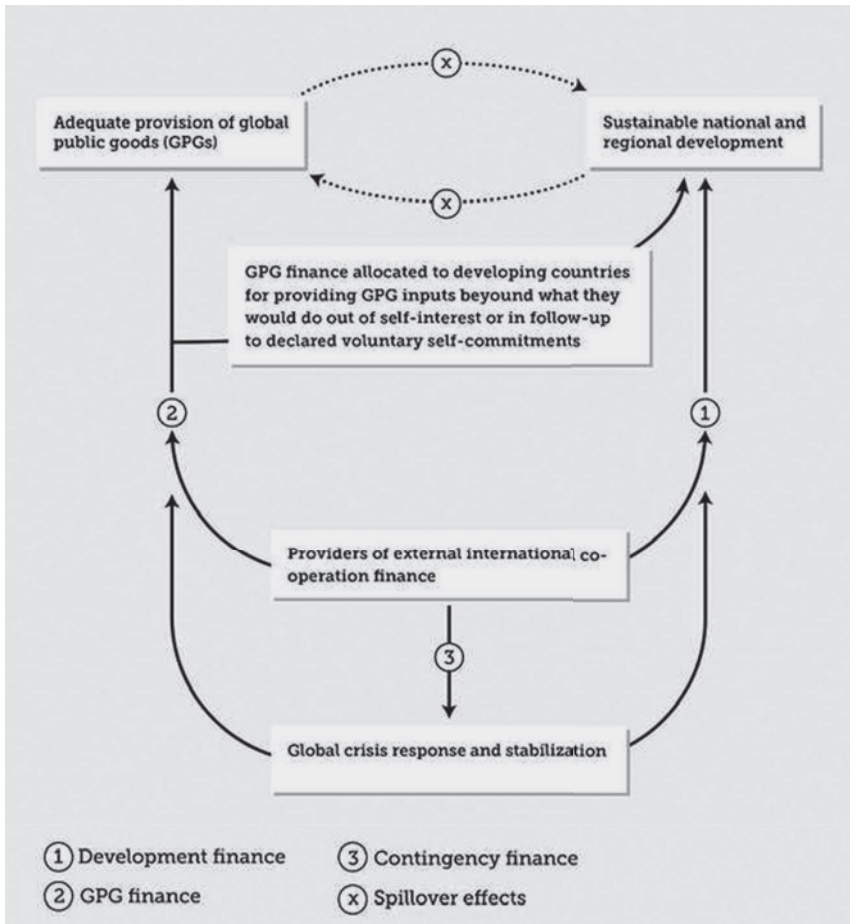 x
Adequate provision of global
public goods (GPGs)
Sustainable national and
regional development
x
GPG finance allocated to developing countries
for providing GPG inputs beyound what they
would do out of self-interest or in follow-up
to declared voluntary self-commitments
2
1
Providers of external international co-
operation finance
3
Global crisis response and stabilization
1 Development finance
3 Contingency finance
2 GPG finance
x Spillover effects